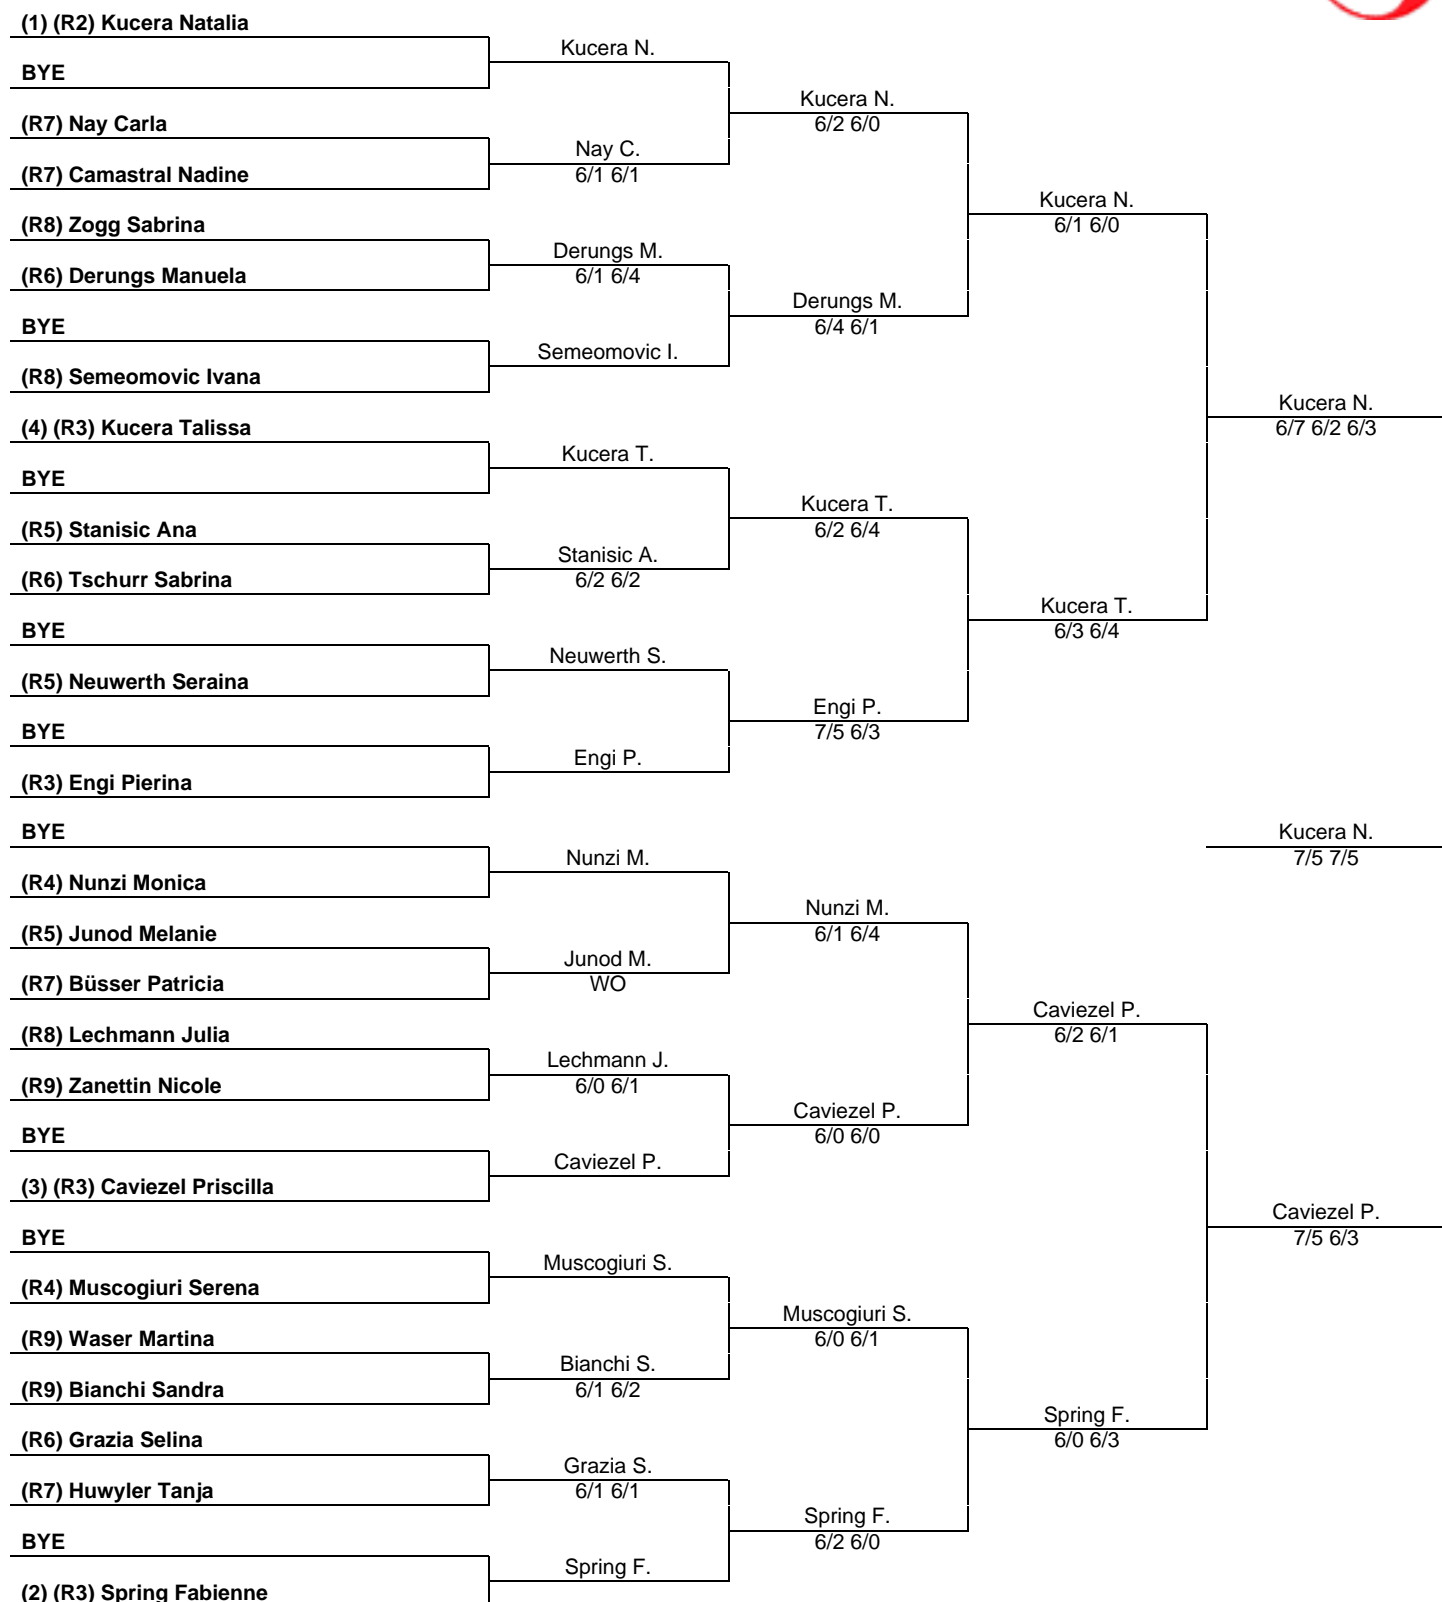 (1) (R2) Kucera Natalia
Kucera N.
BYE
Kucera N.
6/2 6/0
(R7) Nay Carla
Nay C.
6/1 6/1
(R7) Camastral Nadine
Kucera N.
6/1 6/0
(R8) Zogg Sabrina
Derungs M.
6/1 6/4
(R6) Derungs Manuela
Derungs M.
6/4 6/1
BYE
Semeomovic I.
(R8) Semeomovic Ivana
Kucera N.
6/7 6/2 6/3
(4) (R3) Kucera Talissa
Kucera T.
BYE
Kucera T.
6/2 6/4
(R5) Stanisic Ana
Stanisic A.
6/2 6/2
(R6) Tschurr Sabrina
Kucera T.
6/3 6/4
BYE
Neuwerth S.
(R5) Neuwerth Seraina
Engi P.
7/5 6/3
BYE
Engi P.
(R3) Engi Pierina
BYE
Kucera N.
7/5 7/5
Nunzi M.
(R4) Nunzi Monica
Nunzi M.
6/1 6/4
(R5) Junod Melanie
Junod M.
WO
(R7) Büsser Patricia
Caviezel P.
6/2 6/1
(R8) Lechmann Julia
Lechmann J.
6/0 6/1
(R9) Zanettin Nicole
Caviezel P.
6/0 6/0
BYE
Caviezel P.
(3) (R3) Caviezel Priscilla
Caviezel P.
7/5 6/3
BYE
Muscogiuri S.
(R4) Muscogiuri Serena
Muscogiuri S.
6/0 6/1
(R9) Waser Martina
Bianchi S.
6/1 6/2
(R9) Bianchi Sandra
Spring F.
6/0 6/3
(R6) Grazia Selina
Grazia S.
6/1 6/1
(R7) Huwyler Tanja
Spring F.
6/2 6/0
BYE
Spring F.
(2) (R3) Spring Fabienne